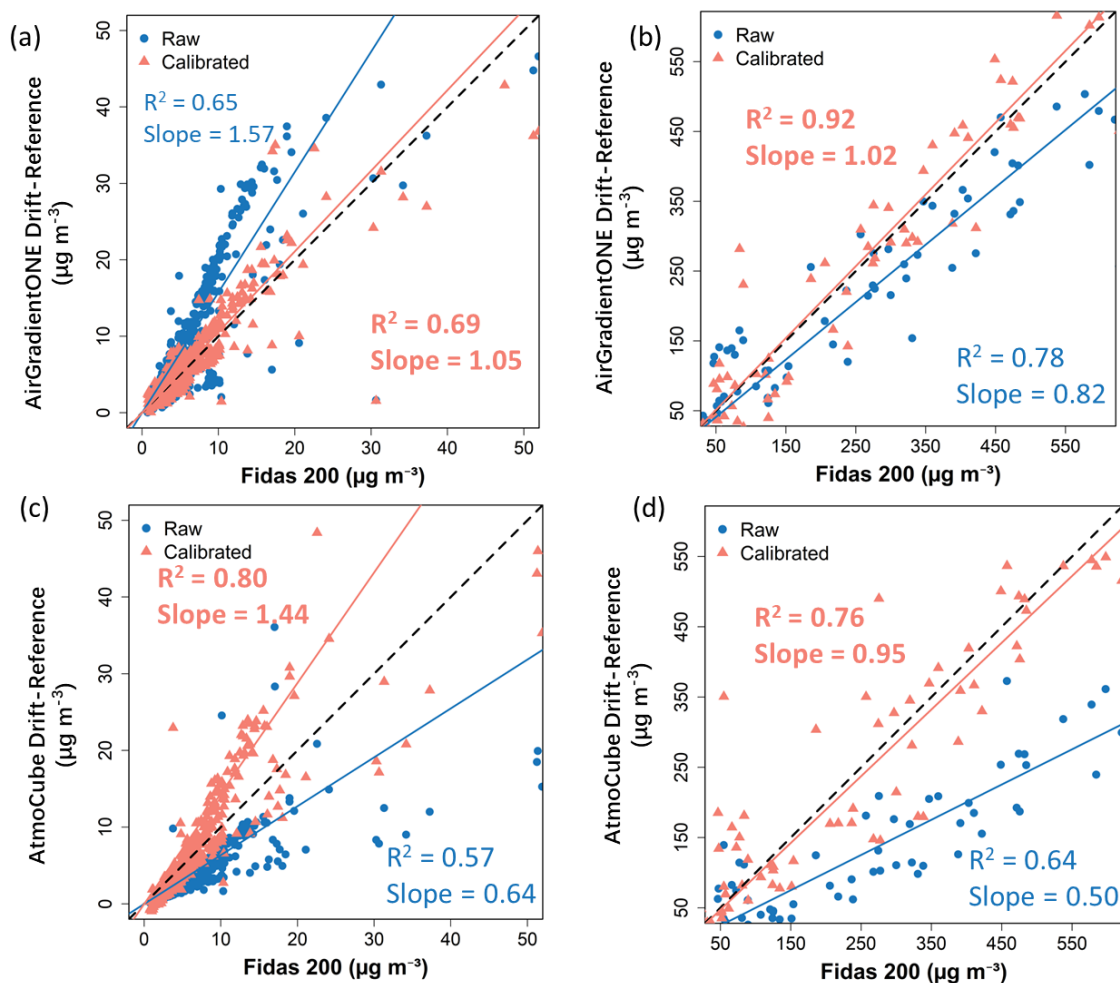 (a)
50
40
30
20
10
0
AirGradientONE Drift-Reference
(µg m⁻³)
Raw
Calibrated
R² = 0.65
Slope = 1.57
R² = 0.69
Slope = 1.05
0 10 20 30 40 50
Fidas 200 (µg m⁻³)
(b)
550
450
350
250
150
50
AirGradientONE Drift-Reference
(µg m⁻³)
Raw
Calibrated
R² = 0.92
Slope = 1.02
R² = 0.78
Slope = 0.82
50 150 250 350 450 550
Fidas 200 (µg m⁻³)
(c)
50
40
30
20
10
0
AtmoCube Drift-Reference
(µg m⁻³)
Raw
Calibrated
R² = 0.80
Slope = 1.44
R² = 0.57
Slope = 0.64
0 10 20 30 40 50
Fidas 200 (µg m⁻³)
(d)
550
450
350
250
150
50
AtmoCube Drift-Reference
(µg m⁻³)
Raw
Calibrated
R² = 0.76
Slope = 0.95
R² = 0.64
Slope = 0.50
50 150 250 350 450 550
Fidas 200 (µg m⁻³)